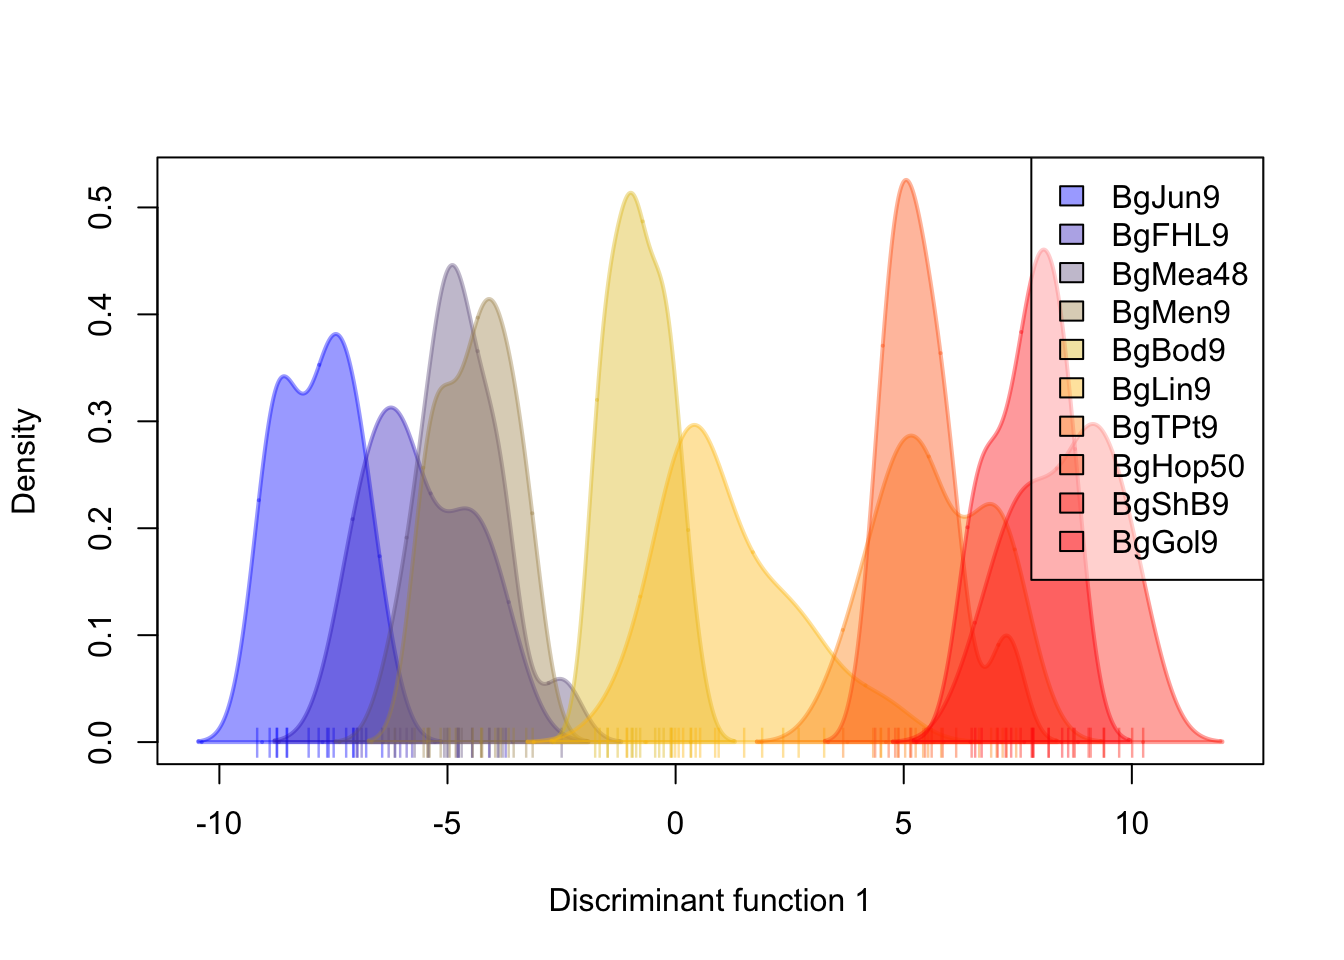 BgJun9
BgFHL9
BgMea48
BgMen9
BgBod9
BgLin9
BgTPt9
BgHop50
BgShB9
BgGol9
Density
0.5
0.4
0.3
0.2
0.1
0.0
-10 -5 0 5 10
Discriminant function 1